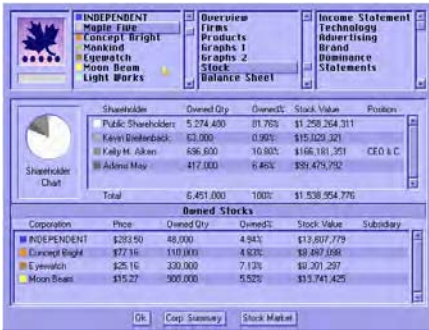 INDEPENDENT
Maple Five
Concept Bright
Mankind
Eyewatch
Moon Beam
Light Works
Overview
Firms
Products
Graphs 1
Graphs 2
Stock
Balance Sheet
Income Statement
Technology
Advertising
Brand
Dominance
Statements
Shareholder Owned Qty Owned% Stock Value Position
Public Shareholders 5,274,400 81.76% $1,258,264,311
Kevin 63,000 0.98% $15,029,321
Kelly M. Aiken 696,600 10.80% $166,181,351 CEO & C
Adams May 417,000 6.46% $99,479,792
Total 6,451,000 100% $1,538,954,776
Shareholder
Chart
Owned Stocks
Corporation Price Owned Qty Owned% Stock Value Subsidiary
INDEPENDENT $283.50 48,000 4.94% $13,607,779
Concept Bright $77.16 110,000 4.83% $8,487,098
Eyewatch $25.16 330,000 7.13% $8,301,297
Moon Beam $15.27 900,000 5.52% $13,741,425
Ok Corp Summary Stock Market